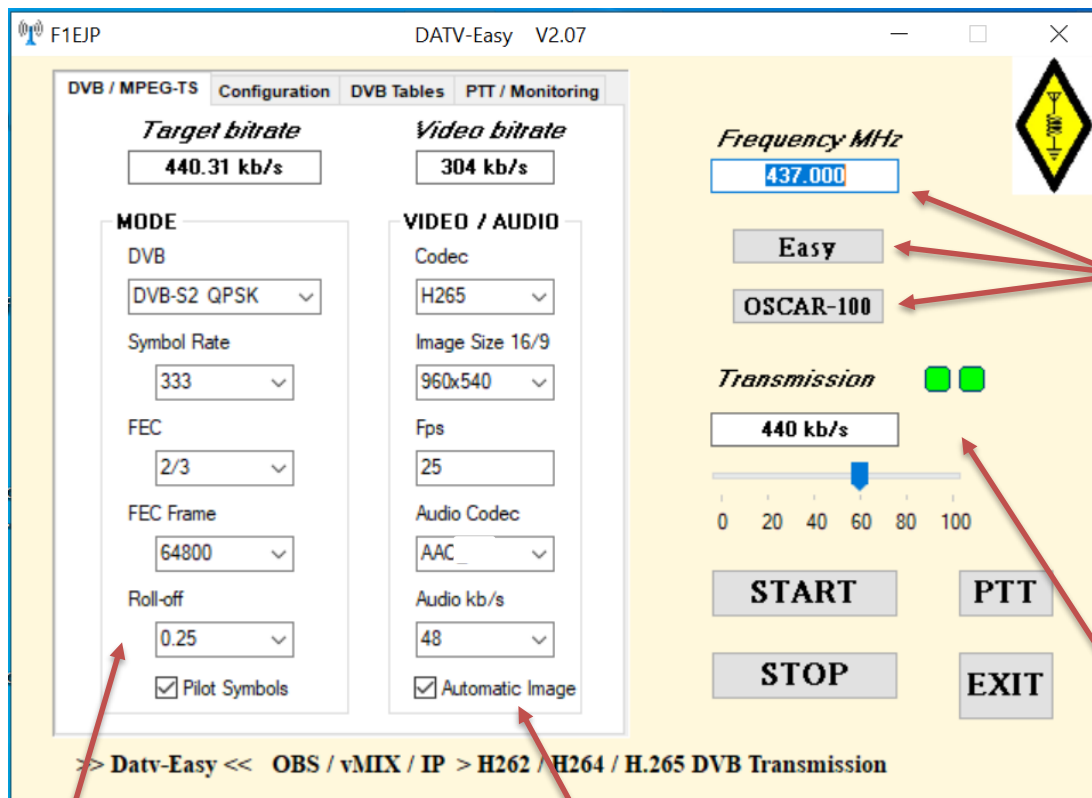 F1EJP DATV-Easy V2.07
DVB / MPEG-TS Configuration DVB Tables PTT / Monitoring
Target bitrate
440.31 kb/s
Video bitrate
304 kb/s
MODE
DVB
DVB-S2 QPSK
Symbol Rate
333
FEC
2/3
FEC Frame
64800
Roll-off
0.25
Pilot Symbols
VIDEO / AUDIO
Codec
H265
Image Size 16/9
960x540
Fps
25
Audio Codec
AAC_
Audio kb/s
48
Automatic Image
Frequency MHz
437.000
Easy
OSCAR-100
Transmission
440 kb/s
0 20 40 60 80 100
START PTT
STOP EXIT
>> Datv-Easy << OBS / vMIX / IP > H262 / H264 / H.265 DVB Transmission